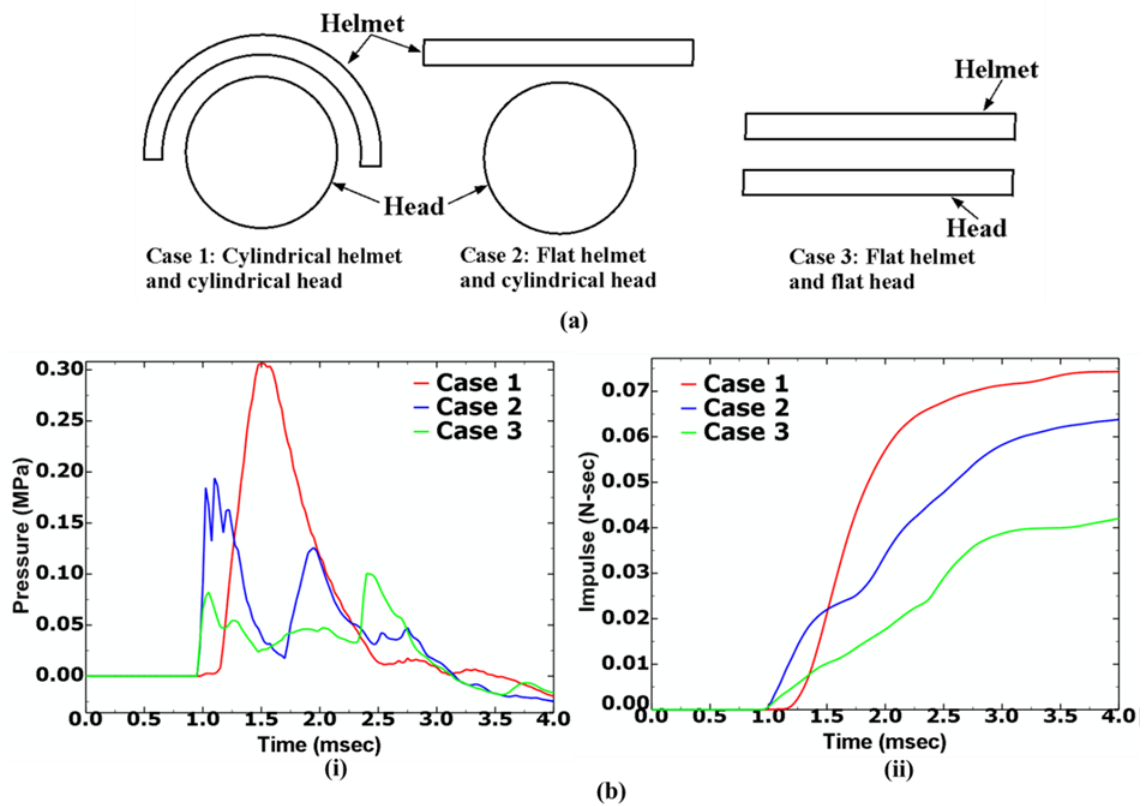 Helmet
Helmet
Head
Head
Case 1: Cylindrical helmet
and cylindrical head
Case 2: Flat helmet
and cylindrical head
Case 3: Flat helmet
and flat head
(a)
0.30
0.25
0.20
0.15
0.10
0.05
0.00
Pressure (MPa)
Case 1
Case 2
Case 3
0.0 0.5 1.0 1.5 2.0 2.5 3.0 3.5 4.0
Time (msec)
(i)
0.07
0.06
0.05
0.04
0.03
0.02
0.01
0.00
Impulse (N-sec)
Case 1
Case 2
Case 3
0.0 0.5 1.0 1.5 2.0 2.5 3.0 3.5 4.0
Time (msec)
(ii)
(b)